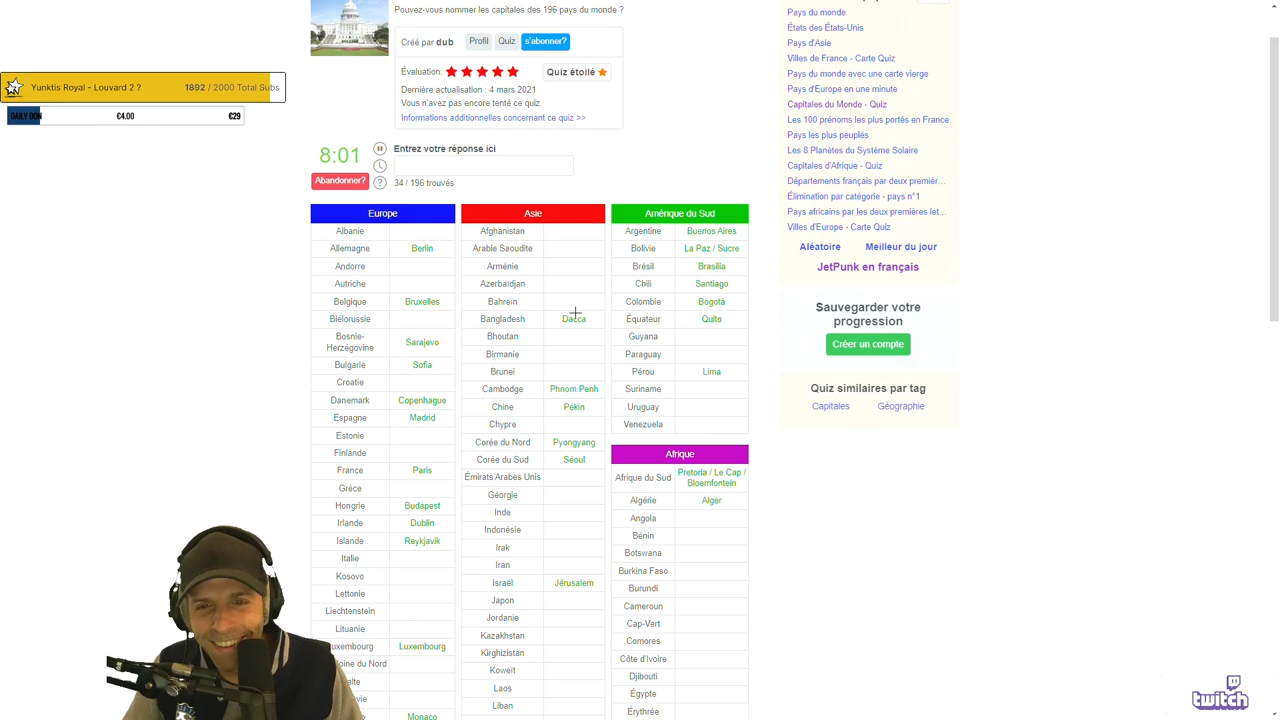 Pouvez-vous nommer les capitales des 196 pays du monde ?
Créé par dub Profil Quiz s'abonner?
Évaluation: Quiz étoilé
Dernière actualisation : 4 mars 2021
Vous n'avez pas encore tenté ce quiz.
Informations additionnelles concernant ce quiz >>
Yunktis Royal - Louvard 2 ? 1892 / 2000 Total Subs
DAILY DON €4.00 €29
8:01
Abandonner?
Entrez votre réponse ici
34 / 196 trouvés
Europe
Albanie
Allemagne Berlin
Andorre
Autriche
Belgique Bruxelles
Biélorussie
Bosnie-
Herzégovine Sarajevo
Bulgarie Sofia
Croatie
Danemark Copenhague
Espagne Madrid
Estonie
Finlande
France Paris
Grèce
Hongrie Budapest
Irlande Dublin
Islande Reykjavik
Italie
Kosovo
Lettonie
Liechtenstein
Lituanie
uxembourg Luxembourg
oine du Nord
alte
vie
Monaco
Asie
Afghanistan
Arabie Saoudite
Arménie
Azerbaïdjan
Bahreïn
Bangladesh Dacca
Bhoutan
Birmanie
Brunei
Cambodge Phnom Penh
Chine Pékin
Chypre
Corée du Nord Pyongyang
Corée du Sud Séoul
Émirats Arabes Unis
Géorgie
Inde
Indonésie
Irak
Iran
Israël Jérusalem
Japon
Jordanie
Kazakhstan
Kirghizistan
Koweït
Laos
Liban
Amérique du Sud
Argentine Buenos Aires
Bolivie La Paz / Sucre
Brésil Brasilia
Chili Santiago
Colombie Bogotá
Équateur Quito
Guyana
Paraguay
Pérou Lima
Suriname
Uruguay
Venezuela
Afrique
Afrique du Sud Pretoria / Le Cap /
Bloemfontein
Algérie Alger
Angola
Bénin
Botswana
Burkina Faso
Burundi
Cameroun
Cap-Vert
Comores
Côte d'Ivoire
Djibouti
Égypte
Érythrée
Pays du monde
États des États-Unis
Pays d'Asie
Villes de France - Carte Quiz
Pays du monde avec une carte vierge
Pays d'Europe en une minute
Capitales du Monde - Quiz
Les 100 prénoms les plus portés en France
Pays les plus peuplés
Les 8 Planètes du Système Solaire
Capitales d'Afrique - Quiz
Départements français par deux premièr...
Élimination par catégorie - pays n°1
Pays africains par les deux premières let...
Villes d'Europe - Carte Quiz
Aléatoire Meilleur du jour
JetPunk en français
Sauvegarder votre
progression
Créer un compte
Quiz similaires par tag
Capitales Géographie
twitch